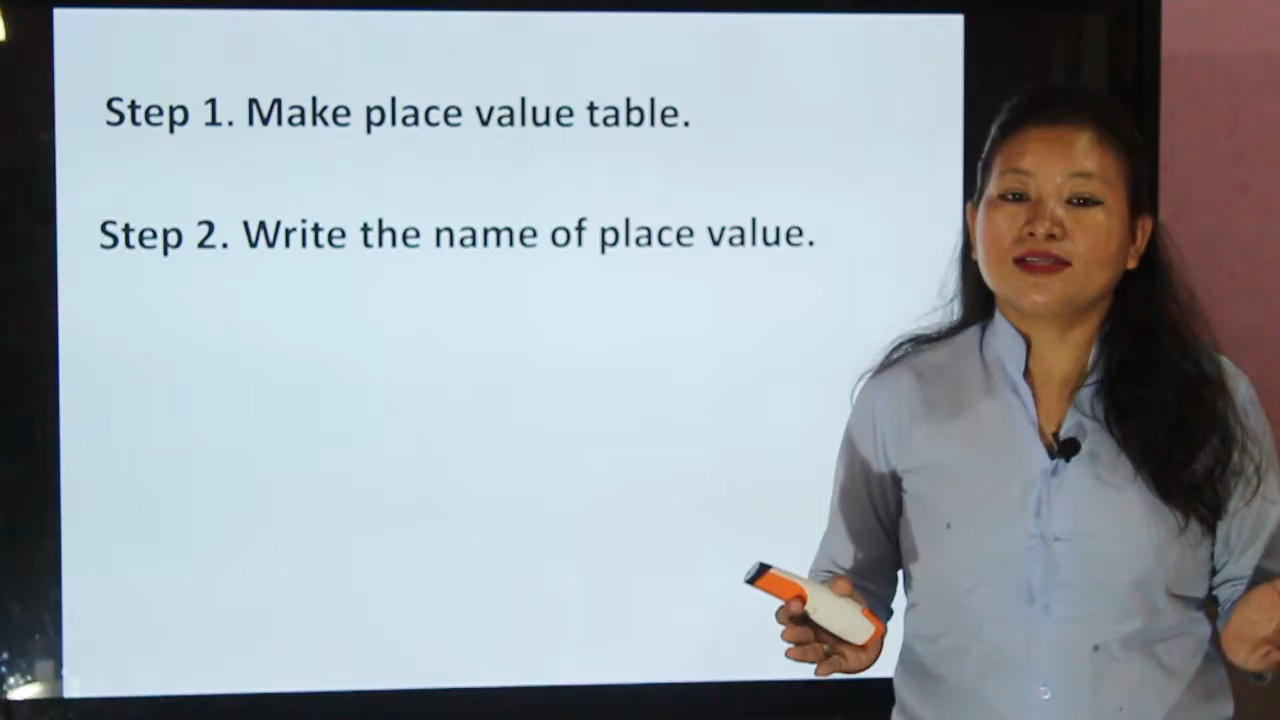 Step 1. Make place value table.
Step 2. Write the name of place value.